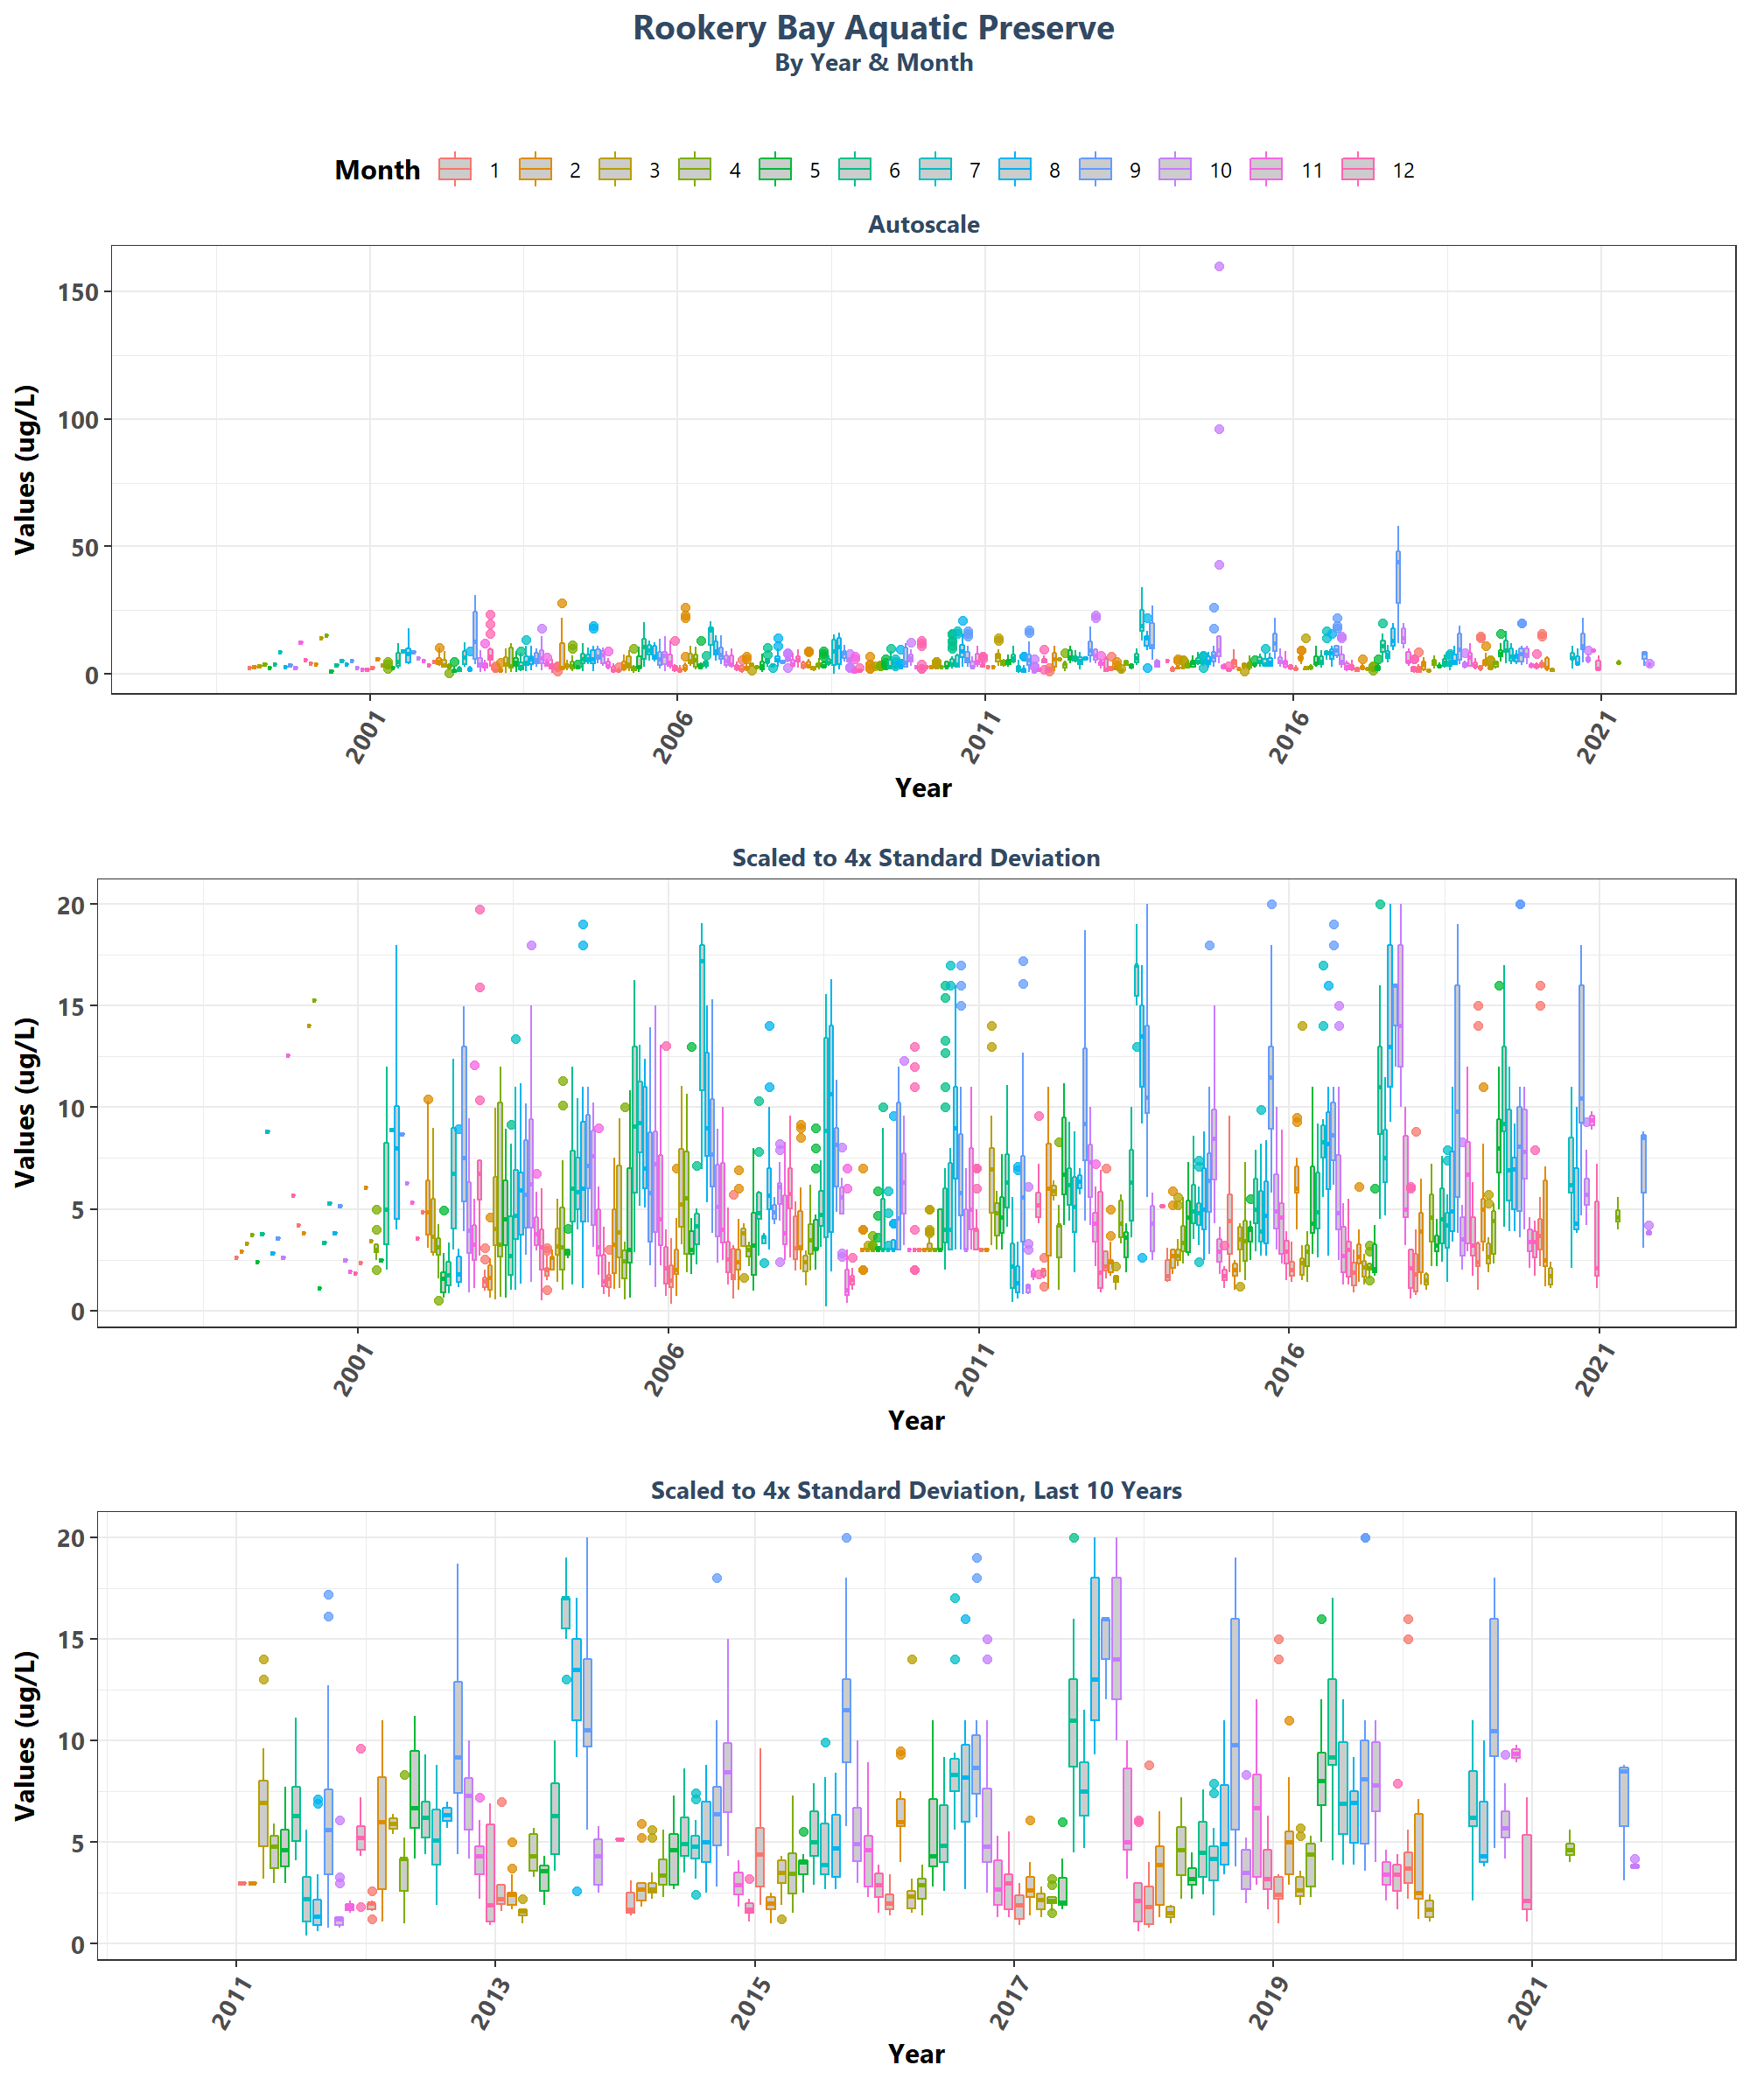 Rookery Bay Aquatic Preserve
By Year & Month
Month 1 2 3 4 5 6 7 8 9 10 11 12
Autoscale
Values (ug/L)
150
100
50
0
2001 2006 2011 2016 2021
Year
Scaled to 4x Standard Deviation
Values (ug/L)
20
15
10
5
0
2001 2006 2011 2016 2021
Year
Scaled to 4x Standard Deviation, Last 10 Years
Values (ug/L)
20
15
10
5
0
2011 2013 2015 2017 2019 2021
Year